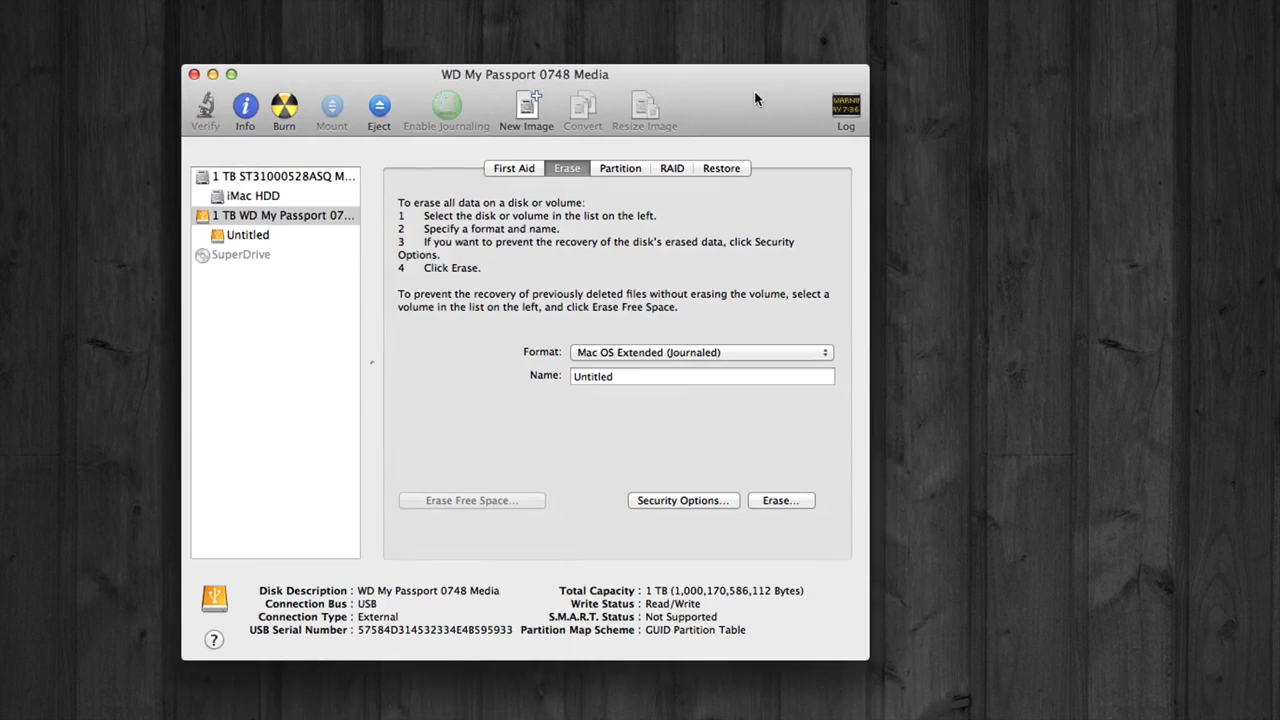 WD My Passport 0748 Media
Verify Info Burn Mount Eject Enable Journaling New Image Convert Resize Image Log
1 TB ST31000528ASQ M...
iMac HDD
1 TB WD My Passport 07...
Untitled
SuperDrive
First Aid Erase Partition RAID Restore
To erase all data on a disk or volume:
1 Select the disk or volume in the list on the left.
2 Specify a format and name.
3 If you want to prevent the recovery of the disk's erased data, click Security
Options.
4 Click Erase.
To prevent the recovery of previously deleted files without erasing the volume, select a
volume in the list on the left, and click Erase Free Space.
Format: Mac OS Extended (Journaled)
Name: Untitled
Erase Free Space... Security Options... Erase...
Disk Description : WD My Passport 0748 Media Total Capacity : 1 TB (1,000,170,586,112 Bytes)
Connection Bus : USB Write Status : Read/Write
Connection Type : External S.M.A.R.T. Status : Not Supported
USB Serial Number : 57584D314532334E4B595933 Partition Map Scheme : GUID Partition Table
?